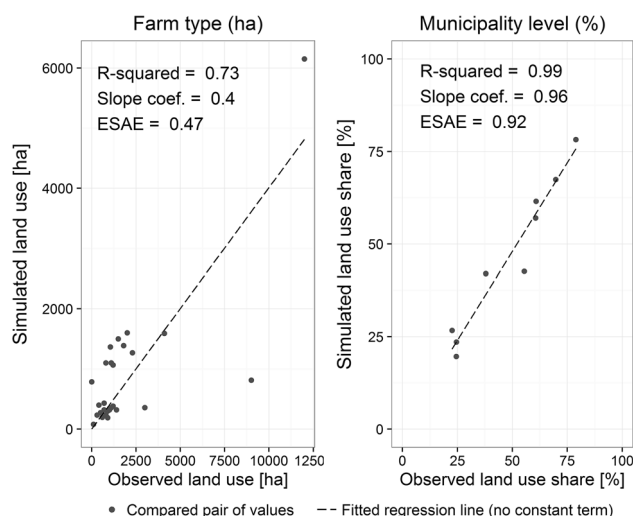 Farm type (ha)
R-squared = 0.73
Slope coef. = 0.4
ESAE = 0.47
Simulated land use [ha]
6000
4000
2000
0
0 2500 5000 7500 10000 1250
Observed land use [ha]
Municipality level (%)
R-squared = 0.99
Slope coef. = 0.96
ESAE = 0.92
Simulated land use share [%]
100
75
50
25
0
0 25 50 75 100
Observed land use share [%]
Compared pair of values
Fitted regression line (no constant term)